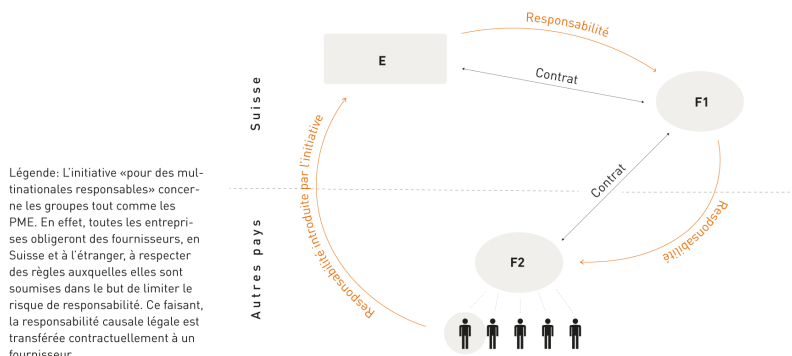 Responsabilité
E
Contrat
F1
Suisse
Légende: L'initiative «pour des mul-
tinationales responsables» concer-
ne les groupes tout comme les
PME. En effet, toutes les entrepri-
ses obligeront des fournisseurs, en
Suisse et à l'étranger, à respecter
des règles auxquelles elles sont
soumises dans le but de limiter le
risque de responsabilité. Ce faisant,
la responsabilité causale légale est
transférée contractuellement à un
fournisseur
Responsabilité introduite par l'initiative
Contrat
Responsabilité
Autres pays
F2